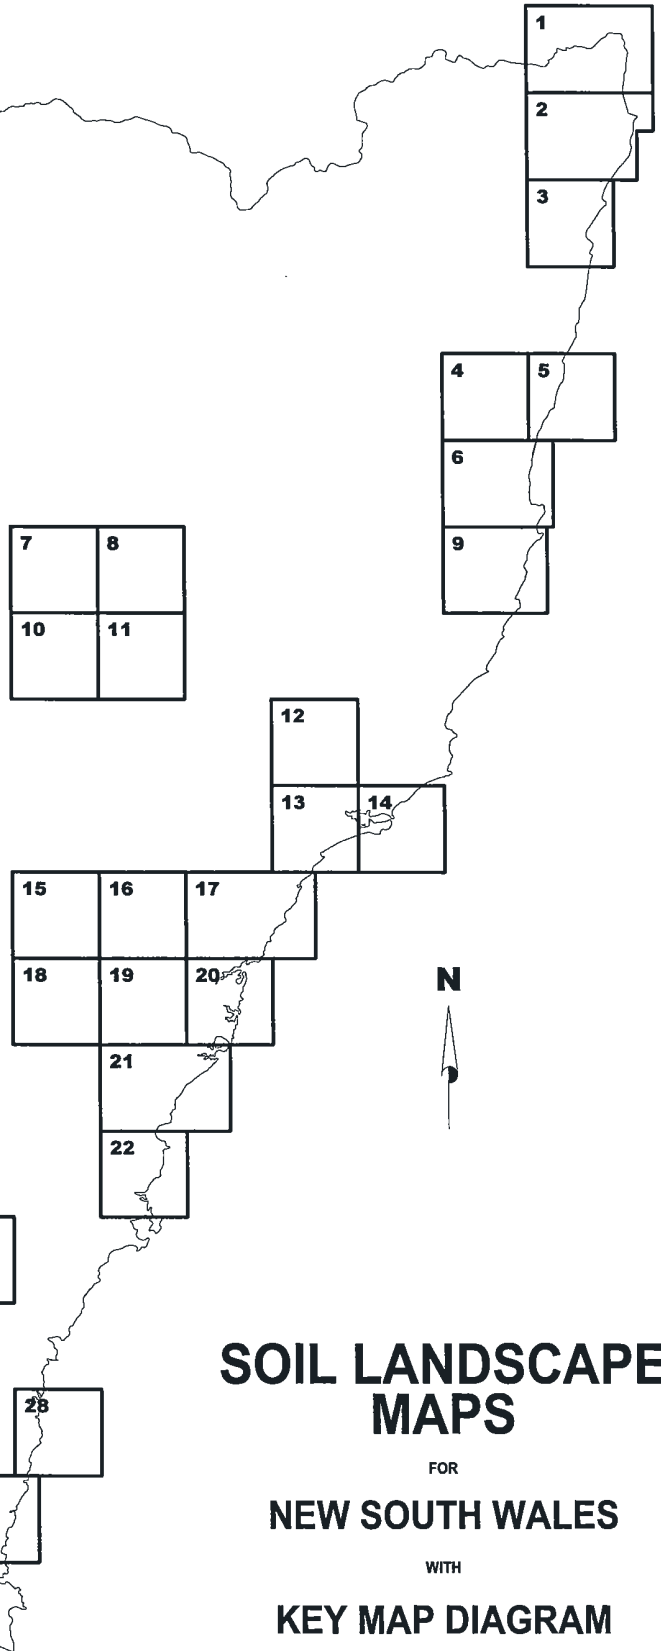 1
2
3
4 5
6
7 8
9
10 11
12
13 14
15 16 17
18 19 20
N
21
22
SOIL LANDSCAPE
MAPS
28
FOR
NEW SOUTH WALES
WITH
KEY MAP DIAGRAM